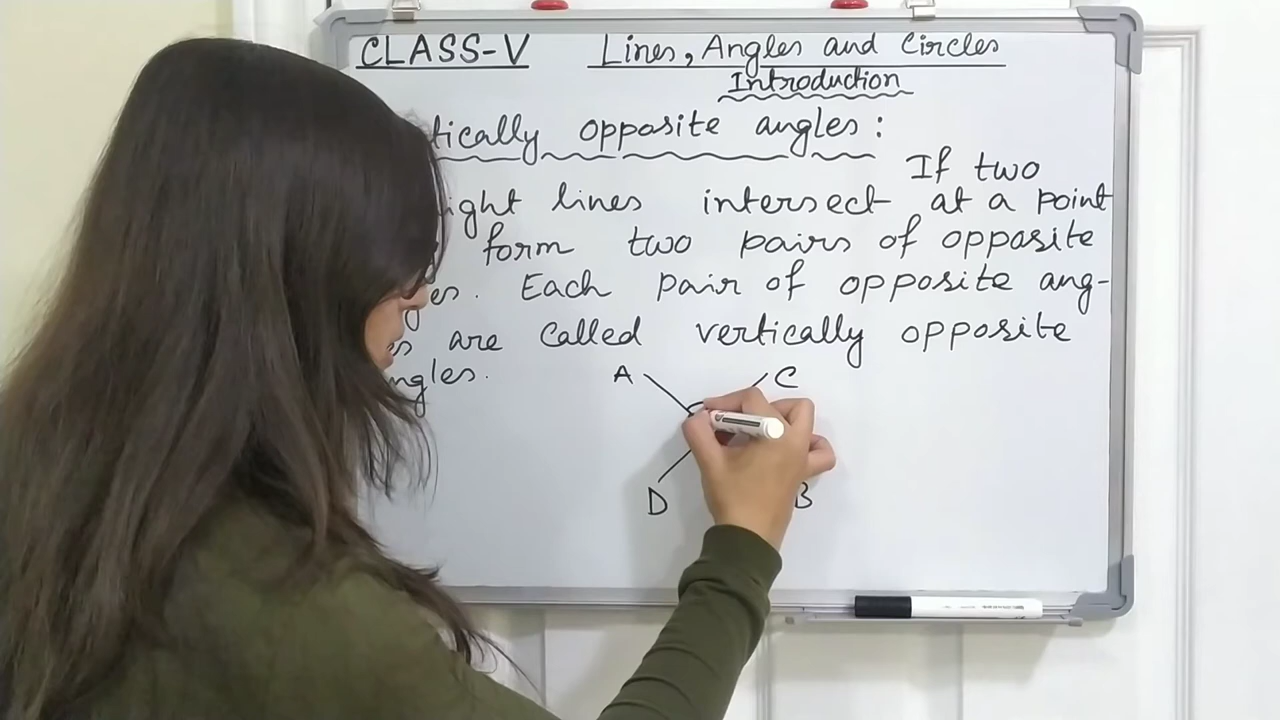 CLASS-V Lines, Angles and Circles
Introduction
tically opposite angles :
If two
ight lines intersect at a point
form two pairs of opposite
es. Each pair of opposite ang-
are called vertically opposite
ngles.
A C
D B